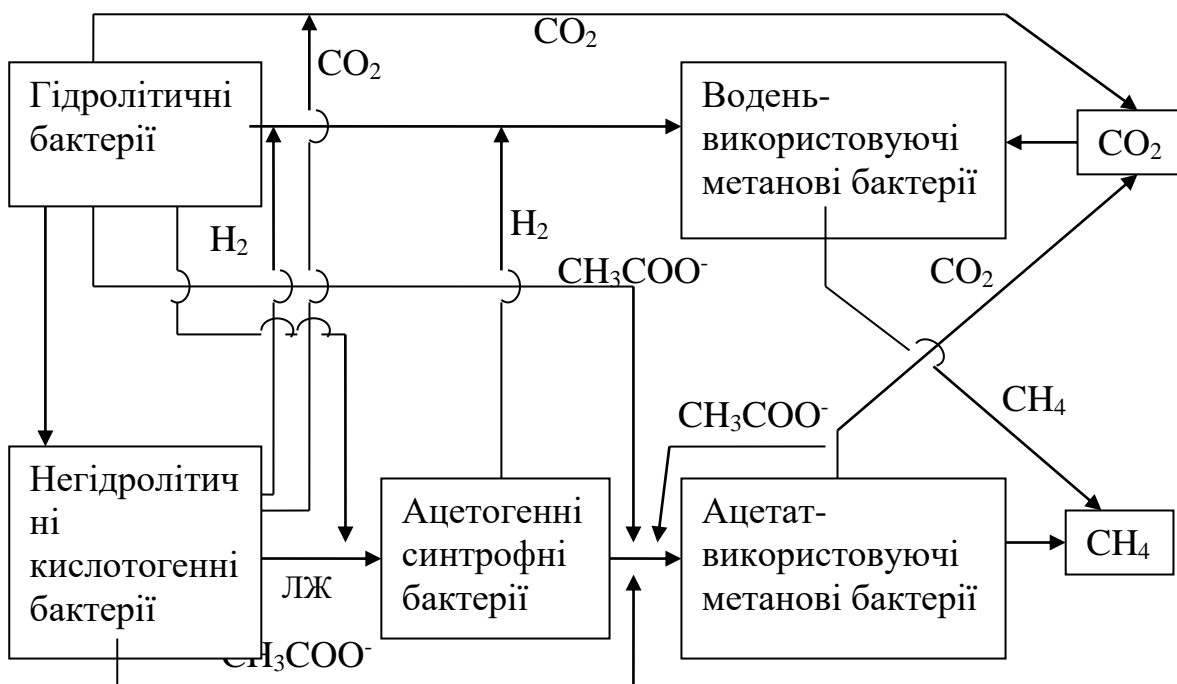 CO₂
CO₂
Гідролітичні
бактерії
Водень-
використовуючі
метанові бактерії
CO₂
H₂
H₂
CH₃COO⁻
CO₂
CH₄
CH₃COO⁻
Негідролітич
ні
кислотогенні
бактерії
ЛЖ
Ацетогенні
синтрофні
бактерії
Ацетат-
використовуючі
метанові бактерії
CH₄
CH₃COO⁻